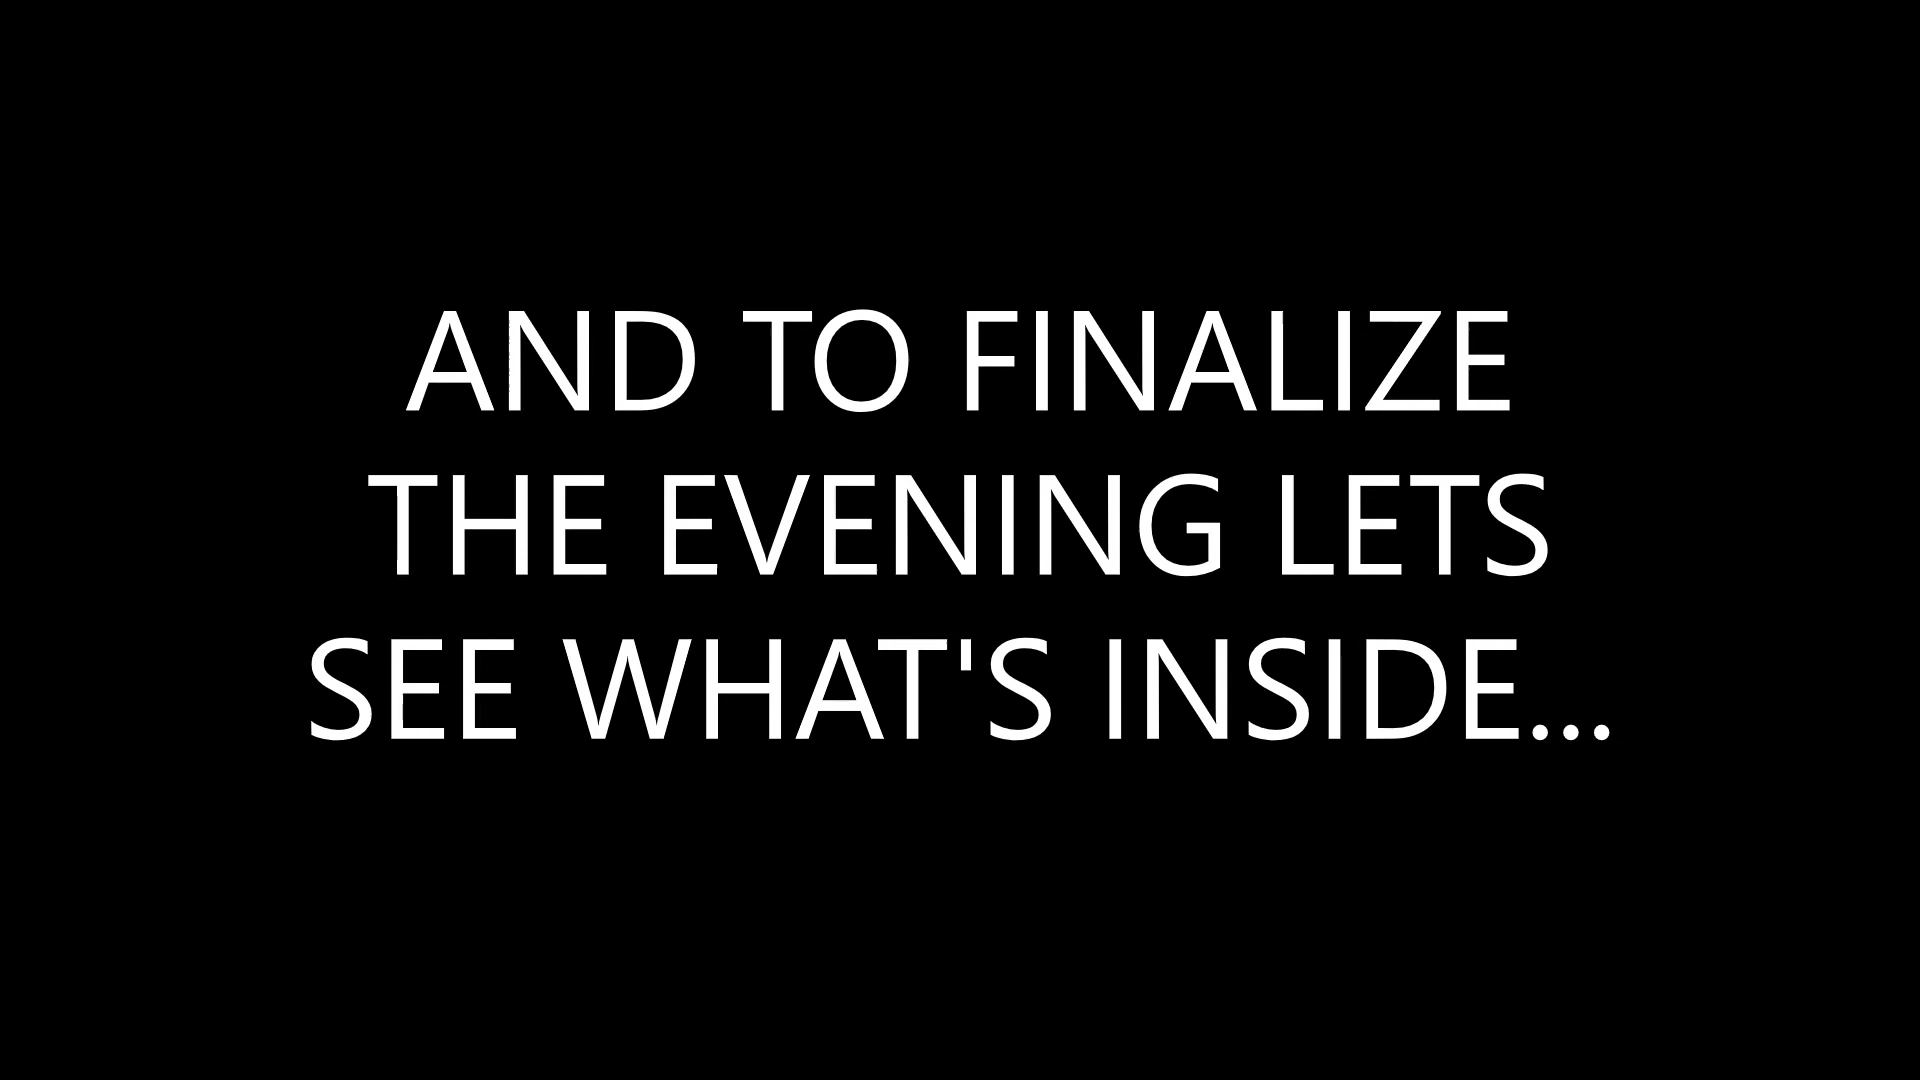 AND TO FINALIZE
THE EVENING LETS
SEE WHAT'S INSIDE...